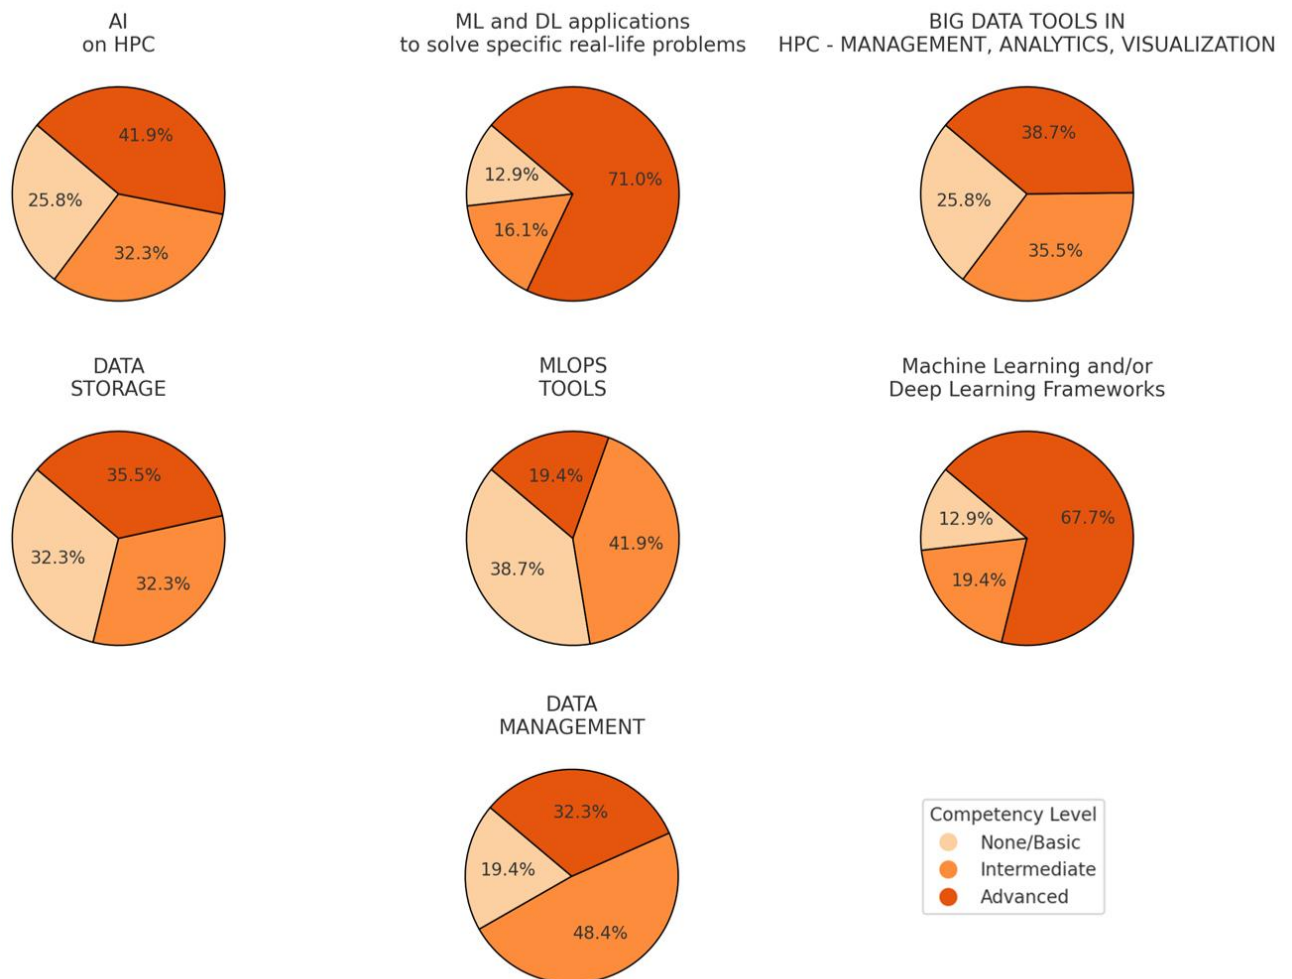 AI
on HPC
41.9%
25.8%
32.3%
ML and DL applications
to solve specific real-life problems
12.9%
71.0%
16.1%
BIG DATA TOOLS IN
HPC - MANAGEMENT, ANALYTICS, VISUALIZATION
38.7%
25.8%
35.5%
DATA
STORAGE
35.5%
32.3%
32.3%
MLOPS
TOOLS
19.4%
41.9%
38.7%
Machine Learning and/or
Deep Learning Frameworks
12.9%
67.7%
19.4%
DATA
MANAGEMENT
32.3%
19.4%
48.4%
Competency Level
None/Basic
Intermediate
Advanced